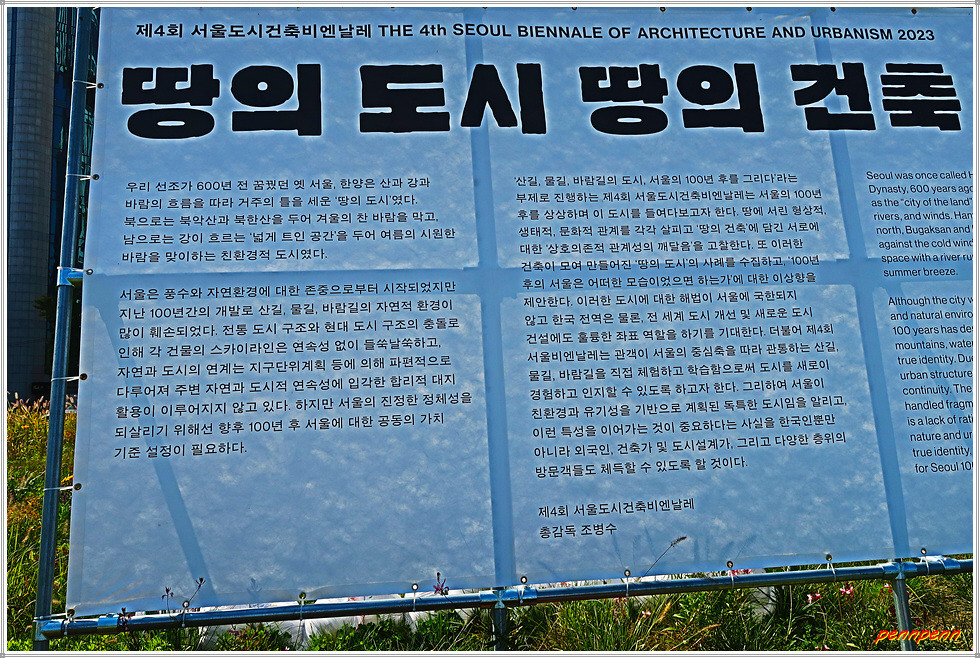 제4회 서울도시건축비엔날레 THE 4th SEOUL BIENNALE OF ARCHITECTURE AND URBANISM 2023
땅의 도시 땅의 건축
우리 선조가 600년 전 꿈꿨던 옛 서울, 한양은 산과 강과
바람의 흐름을 따라 거주의 틀을 세운 '땅의 도시'였다.
북으로는 북악산과 북한산을 두어 겨울의 찬 바람을 막고,
남으로는 강이 흐르는 '넓게 트인 공간'을 두어 여름의 시원한
바람을 맞이하는 친환경적 도시였다.
서울은 풍수와 자연환경에 대한 존중으로부터 시작되었지만
지난 100년간의 개발로 산길, 물길, 바람길의 자연적 환경이
많이 훼손되었다. 전통 도시 구조와 현대 도시 구조의 충돌로
인해 각 건물의 스카이라인은 연속성 없이 들쑥날쑥하고,
자연과 도시의 연계는 지구단위계획 등에 의해 파편적으로
다루어져 주변 자연과 도시적 연속성에 입각한 합리적 대지
활용이 이루어지지 않고 있다. 하지만 서울의 진정한 정체성을
되살리기 위해선 향후 100년 후 서울에 대한 공동의 가치
기준 설정이 필요하다.
'산길, 물길, 바람길의 도시, 서울의 100년 후를 그리다'라는
부제로 진행하는 제4회 서울도시건축비엔날레는 서울의 100년
후를 상상하며 이 도시를 들여다보고자 한다. 땅에 서린 형상적,
생태적, 문화적 관계를 각각 살피고 '땅의 건축'에 담긴 서로에
대한 '상호의존적 관계성의 깨달음을 고찰한다. 또 이러한
건축이 모여 만들어진 '땅의 도시'의 사례를 수집하고, '100년
후의 서울은 어떠한 모습이었으면 하는가'에 대한 이상향을
제안한다. 이러한 도시에 대한 해법이 서울에 국한되지
않고 한국 전역은 물론, 전 세계 도시 개선 및 새로운 도시
건설에도 훌륭한 좌표 역할을 하기를 기대한다. 더불어 제4회
서울비엔날레는 관객이 서울의 중심축을 따라 관통하는 산길,
물길, 바람길을 직접 체험하고 학습함으로써 도시를 새로이
경험하고 인지할 수 있도록 하고자 한다. 그리하여 서울이
친환경과 유기성을 기반으로 계획된 독특한 도시임을 알리고,
이런 특성을 이어가는 것이 중요하다는 사실을 한국인뿐만
아니라 외국인, 건축가 및 도시설계가, 그리고 다양한 층위의
방문객들도 체득할 수 있도록 할 것이다.
제4회 서울도시건축비엔날레
총감독 조병수
Seoul was once called H
Dynasty, 600 years ago
as the "city of the land"
rivers, and winds. Han
north, Bugaksan and
against the cold wind
space with a river ru
summer breeze.
Although the city w
and natural enviro
100 years has de
mountains, wate
true identity. Du
urban structure
continuity. The
handled fragm
is a lack of rat
nature and ur
true identity,
for Seoul 10
pennpenn